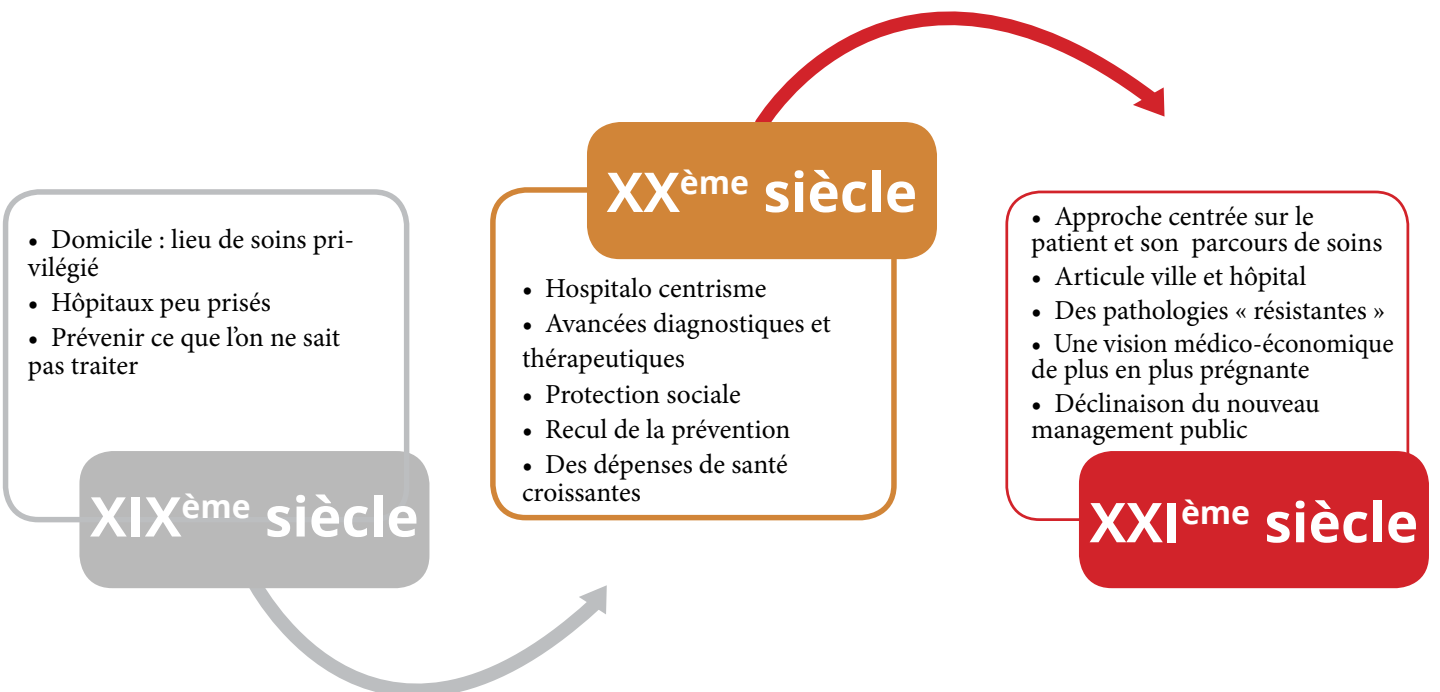 • Domicile : lieu de soins pri-
vilégié
• Hôpitaux peu prisés
• Prévenir ce que l'on ne sait
pas traiter
XIXème siècle
XXème siècle
• Hospitalo centrisme
• Avancées diagnostiques et
thérapeutiques
• Protection sociale
• Recul de la prévention
• Des dépenses de santé
croissantes
• Approche centrée sur le
patient et son parcours de soins
• Articule ville et hôpital
• Des pathologies « résistantes »
• Une vision médico-économique
de plus en plus prégnante
• Déclinaison du nouveau
management public
XXIème siècle